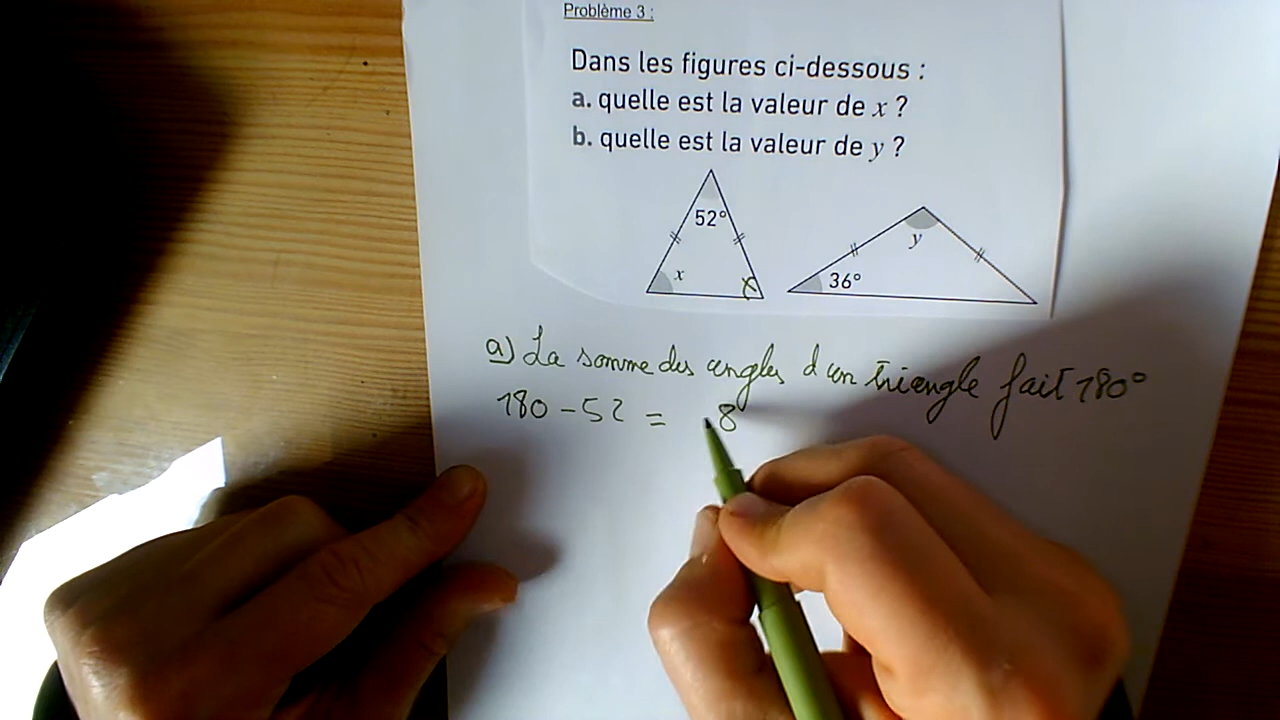 Problème 3 :
Dans les figures ci-dessous :
a. quelle est la valeur de x ?
b. quelle est la valeur de y ?
52°
x
x
y
36°
a) La somme des angles d'un triangle fait 180°
180 - 52 = 8